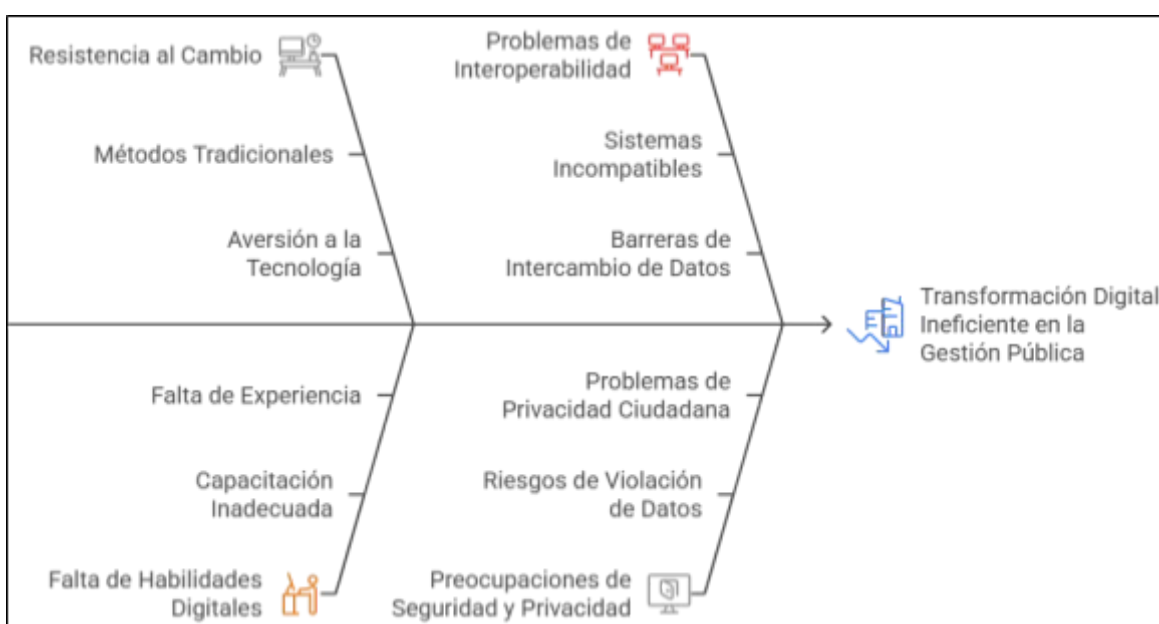 Resistencia al Cambio
Métodos Tradicionales
Aversión a la
Tecnología
Problemas de
Interoperabilidad
Sistemas
Incompatibles
Barreras de
Intercambio de Datos
Transformación Digital
Ineficiente en la
Gestión Pública
Falta de Experiencia
Capacitación
Inadecuada
Falta de Habilidades
Digitales
Problemas de
Privacidad Ciudadana
Riesgos de Violación
de Datos
Preocupaciones de
Seguridad y Privacidad